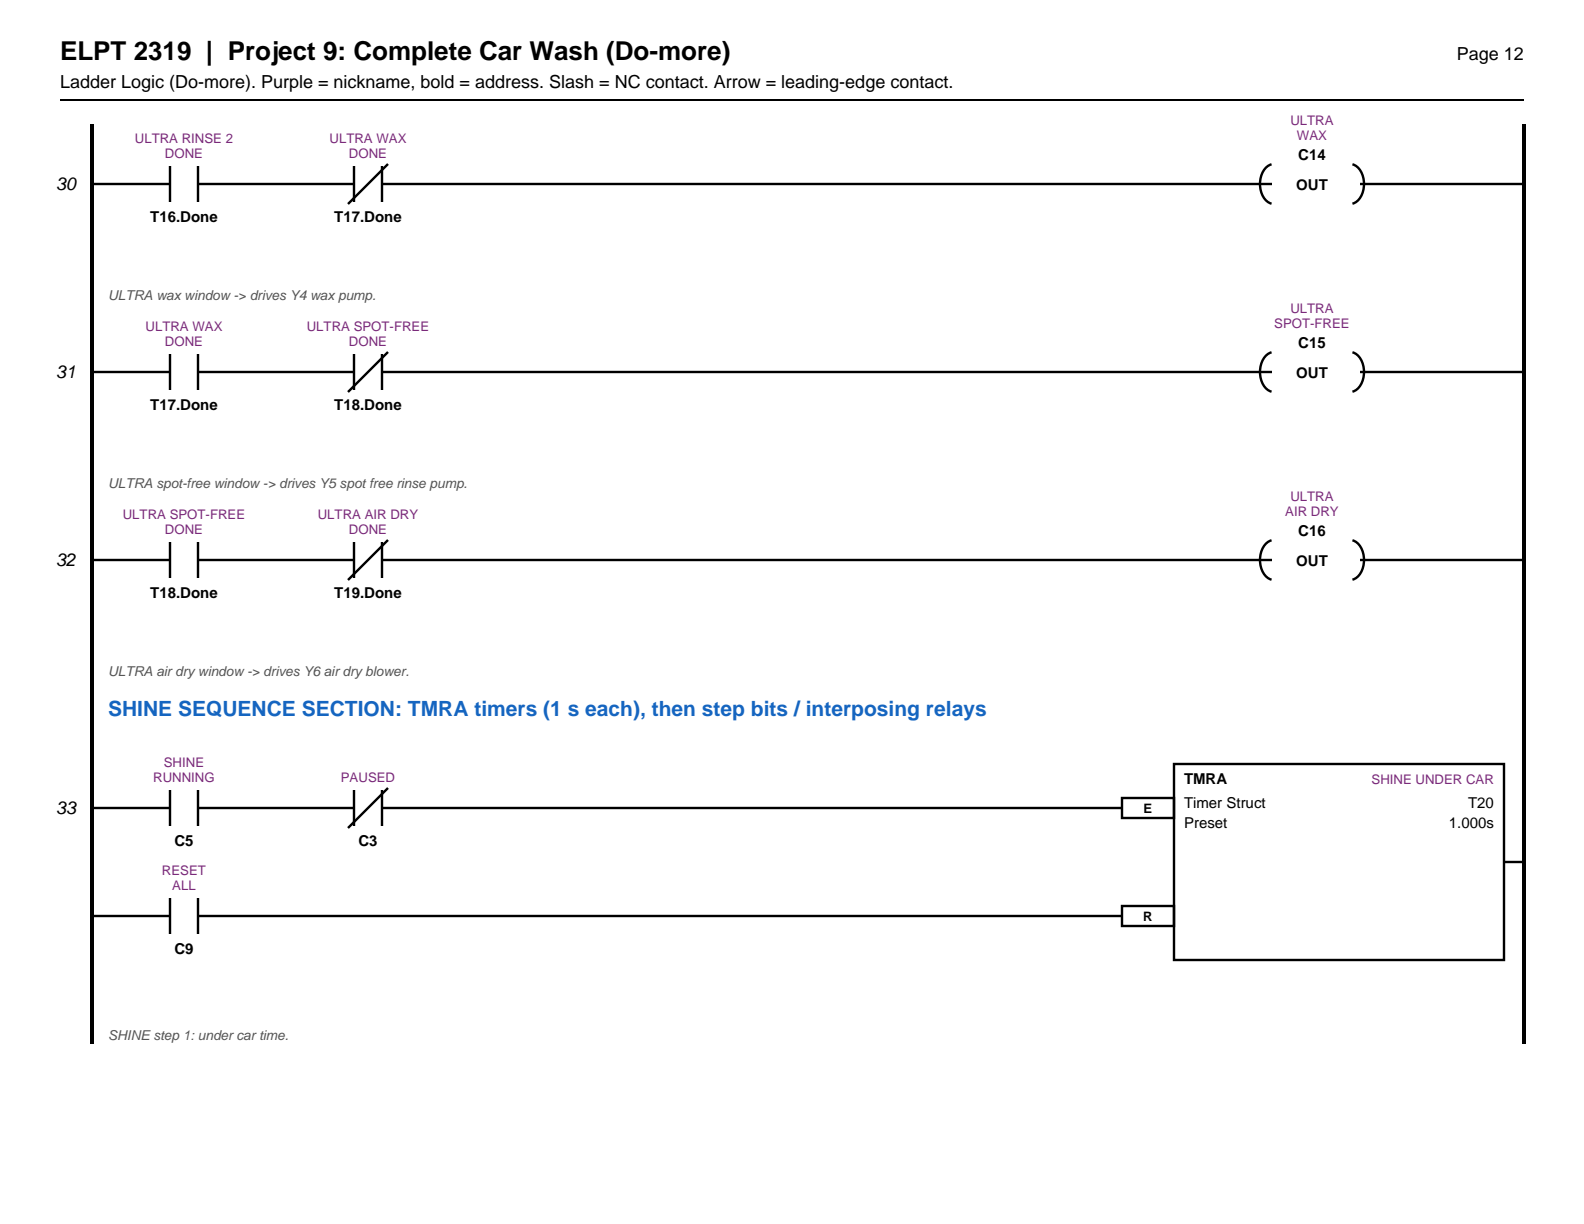 ELPT 2319 | Project 9: Complete Car Wash (Do-more)
Page 12
Ladder Logic (Do-more). Purple = nickname, bold = address. Slash = NC contact. Arrow = leading-edge contact.
30
ULTRA RINSE 2
DONE
T16.Done
ULTRA WAX
DONE
T17.Done
ULTRA
WAX
C14
OUT
ULTRA wax window -> drives Y4 wax pump.
31
ULTRA WAX
DONE
T17.Done
ULTRA SPOT-FREE
DONE
T18.Done
ULTRA
SPOT-FREE
C15
OUT
ULTRA spot-free window -> drives Y5 spot free rinse pump.
32
ULTRA SPOT-FREE
DONE
T18.Done
ULTRA AIR DRY
DONE
T19.Done
ULTRA
AIR DRY
C16
OUT
ULTRA air dry window -> drives Y6 air dry blower.
SHINE SEQUENCE SECTION: TMRA timers (1 s each), then step bits / interposing relays
33
SHINE
RUNNING
C5
PAUSED
C3
E
TMRA SHINE UNDER CAR
Timer Struct T20
Preset 1.000s
RESET
ALL
C9
R
SHINE step 1: under car time.